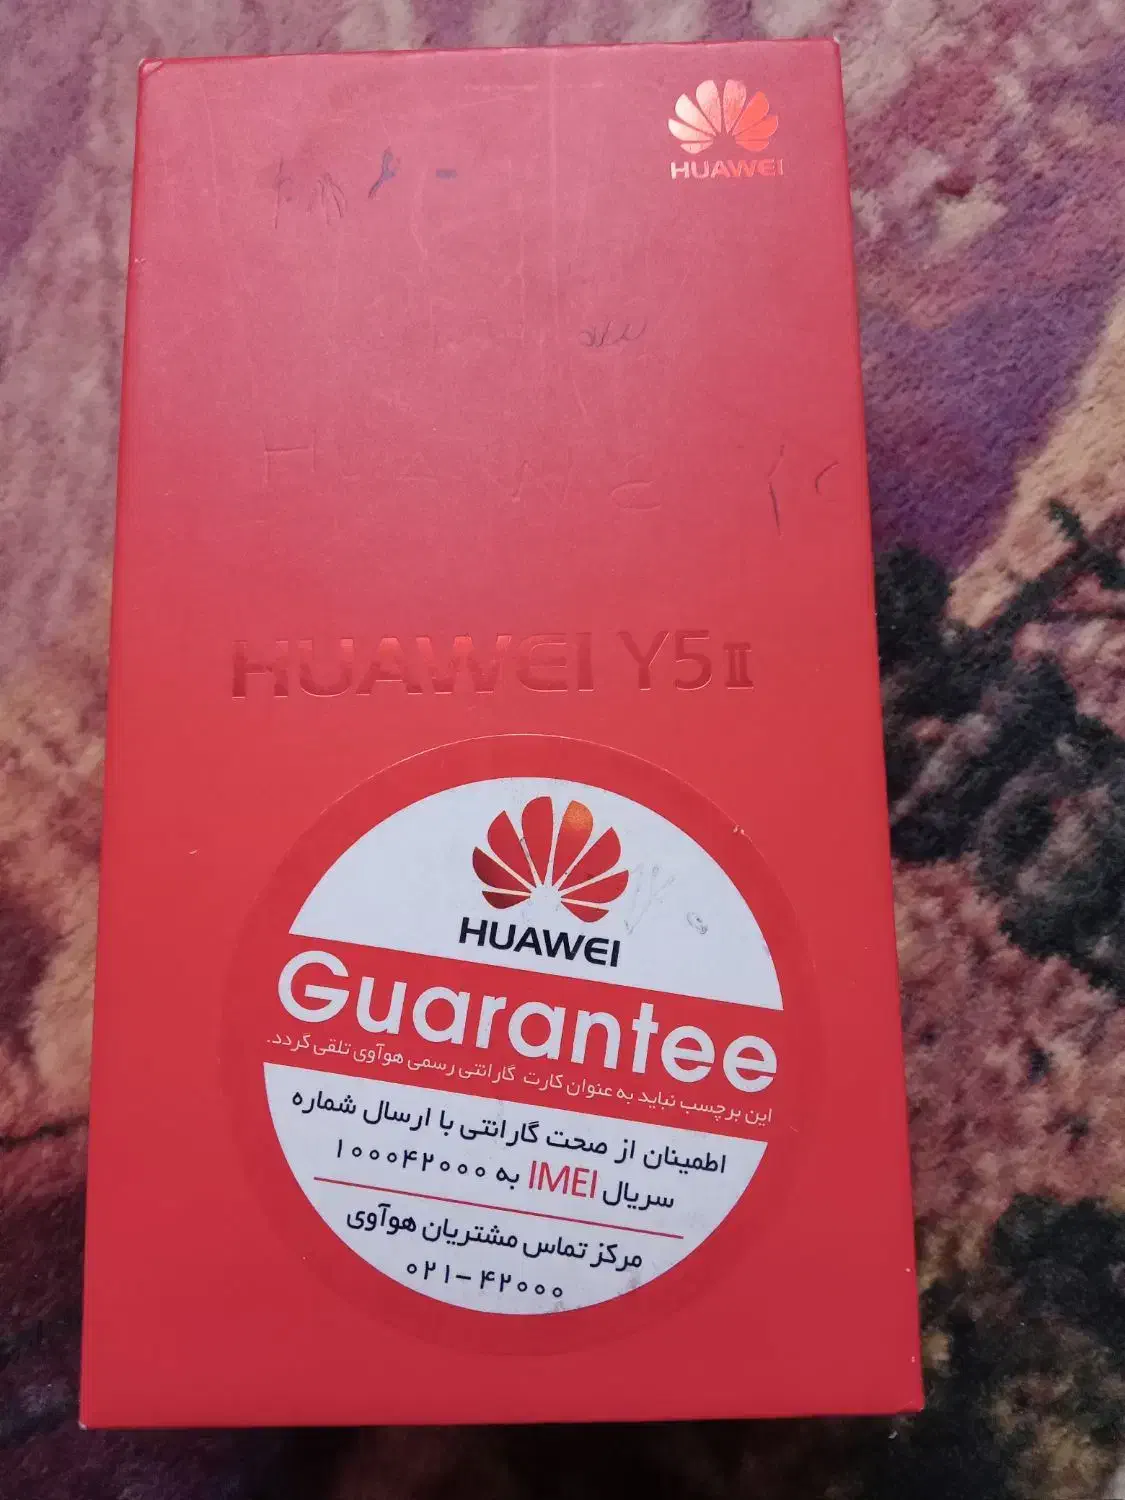 HUAWEI
HUAWEI Y5II
HUAWEI
Guarantee
این برچسب نباید به عنوان کارت گارانتی رسمی هوآوی تلقی گردد.
اطمینان از صحت گارانتی با ارسال شماره
سریال IMEI به ۱۰۰۰۴۲۰۰۰
مرکز تماس مشتریان هوآوی
۰۲۱-۴۲۰۰۰